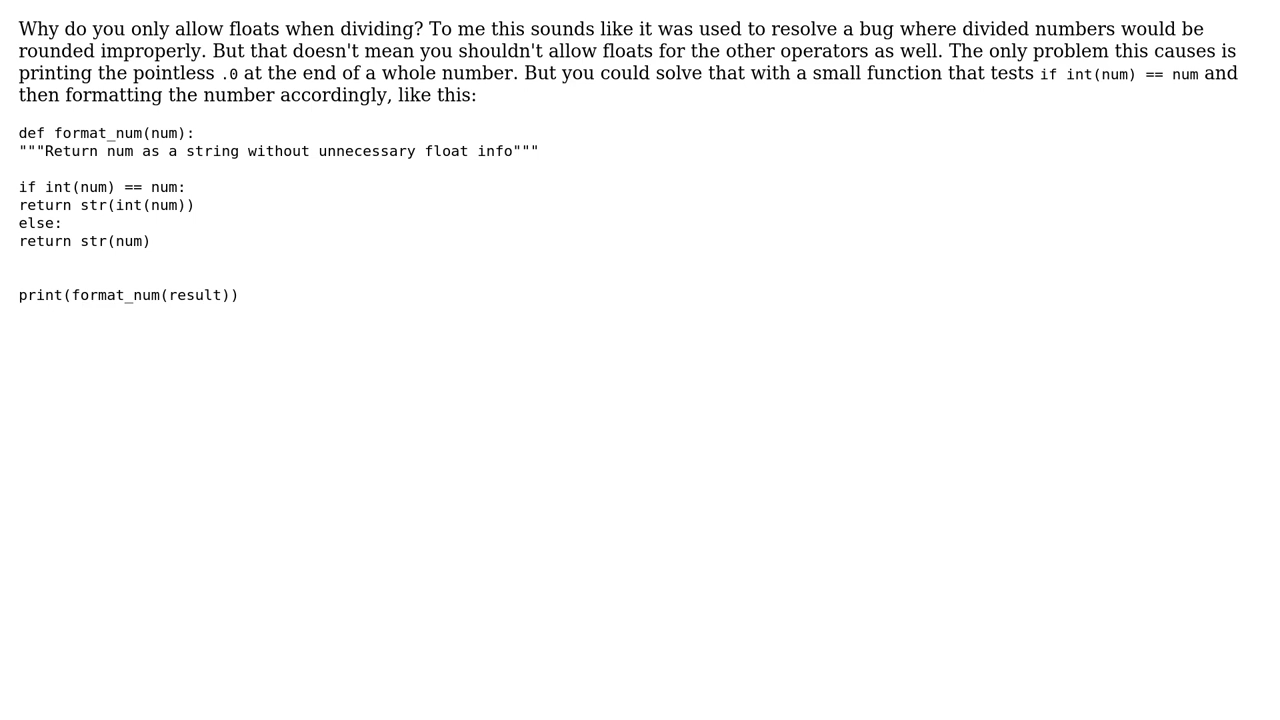 Why do you only allow floats when dividing? To me this sounds like it was used to resolve a bug where divided numbers would be
rounded improperly. But that doesn't mean you shouldn't allow floats for the other operators as well. The only problem this causes is
printing the pointless .0 at the end of a whole number. But you could solve that with a small function that tests if int(num) == num and
then formatting the number accordingly, like this:
def format_num(num):
"""Return num as a string without unnecessary float info"""
if int(num) == num:
return str(int(num))
else:
return str(num)
print(format_num(result))